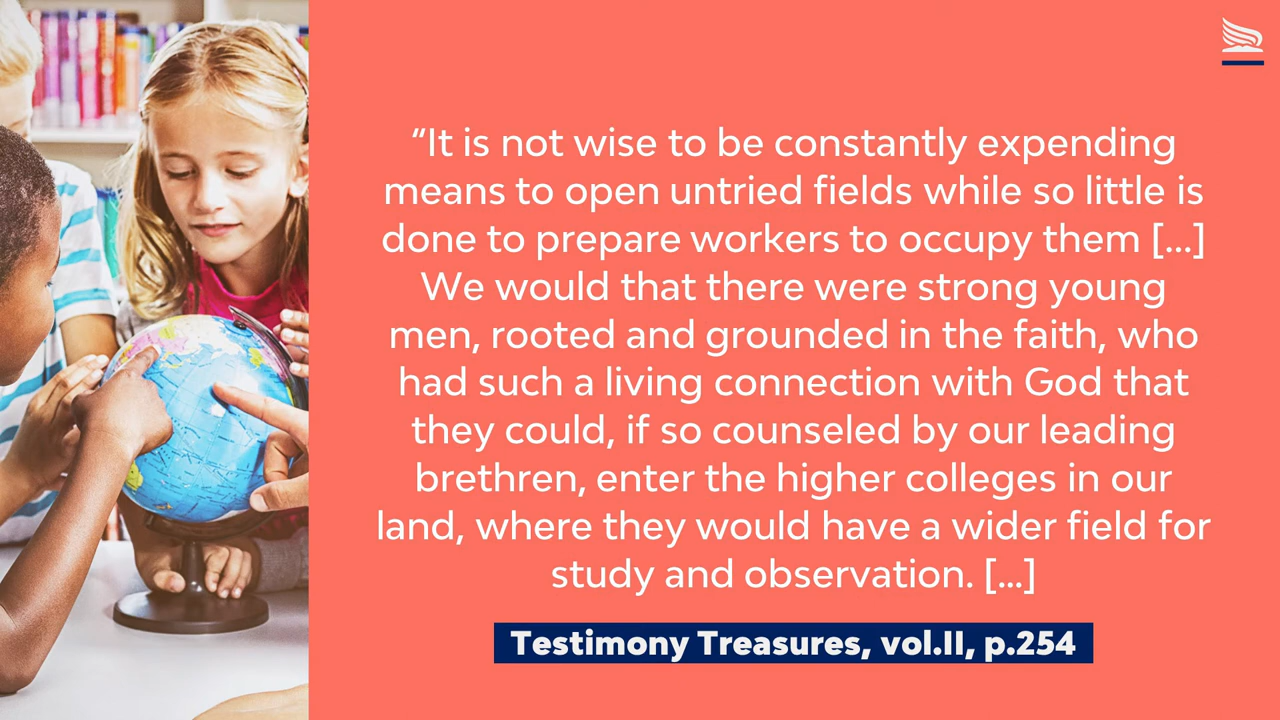 “It is not wise to be constantly expending
means to open untried fields while so little is
done to prepare workers to occupy them [...]
We would that there were strong young
men, rooted and grounded in the faith, who
had such a living connection with God that
they could, if so counseled by our leading
brethren, enter the higher colleges in our
land, where they would have a wider field for
study and observation. [...]
Testimony Treasures, vol.II, p.254